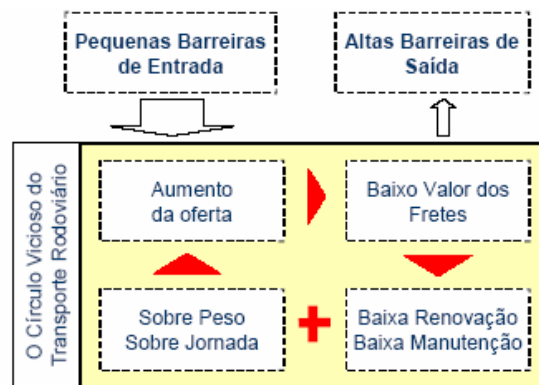 Pequenas Barreiras
de Entrada
Altas Barreiras de
Saída
O Círculo Vicioso do
Transporte Rodoviário
Aumento
da oferta
Baixo Valor dos
Fretes
Sobre Peso
Sobre Jornada
+
Baixa Renovação
Baixa Manutenção